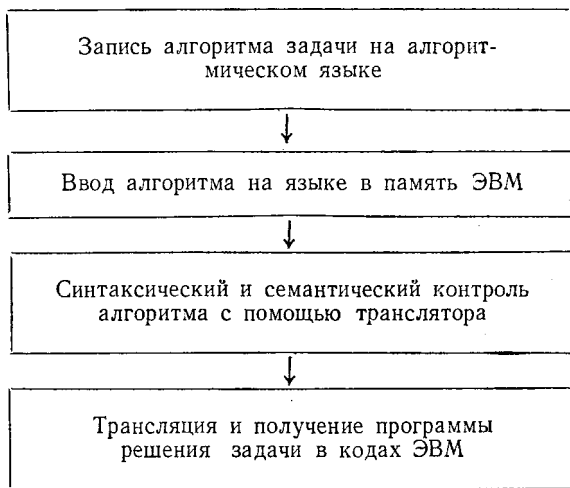 Запись алгоритма задачи на алгорит-
мическом языке
Ввод алгоритма на языке в память ЭВМ
Синтаксический и семантический контроль
алгоритма с помощью транслятора
Трансляция и получение программы
решения задачи в кодах ЭВМ